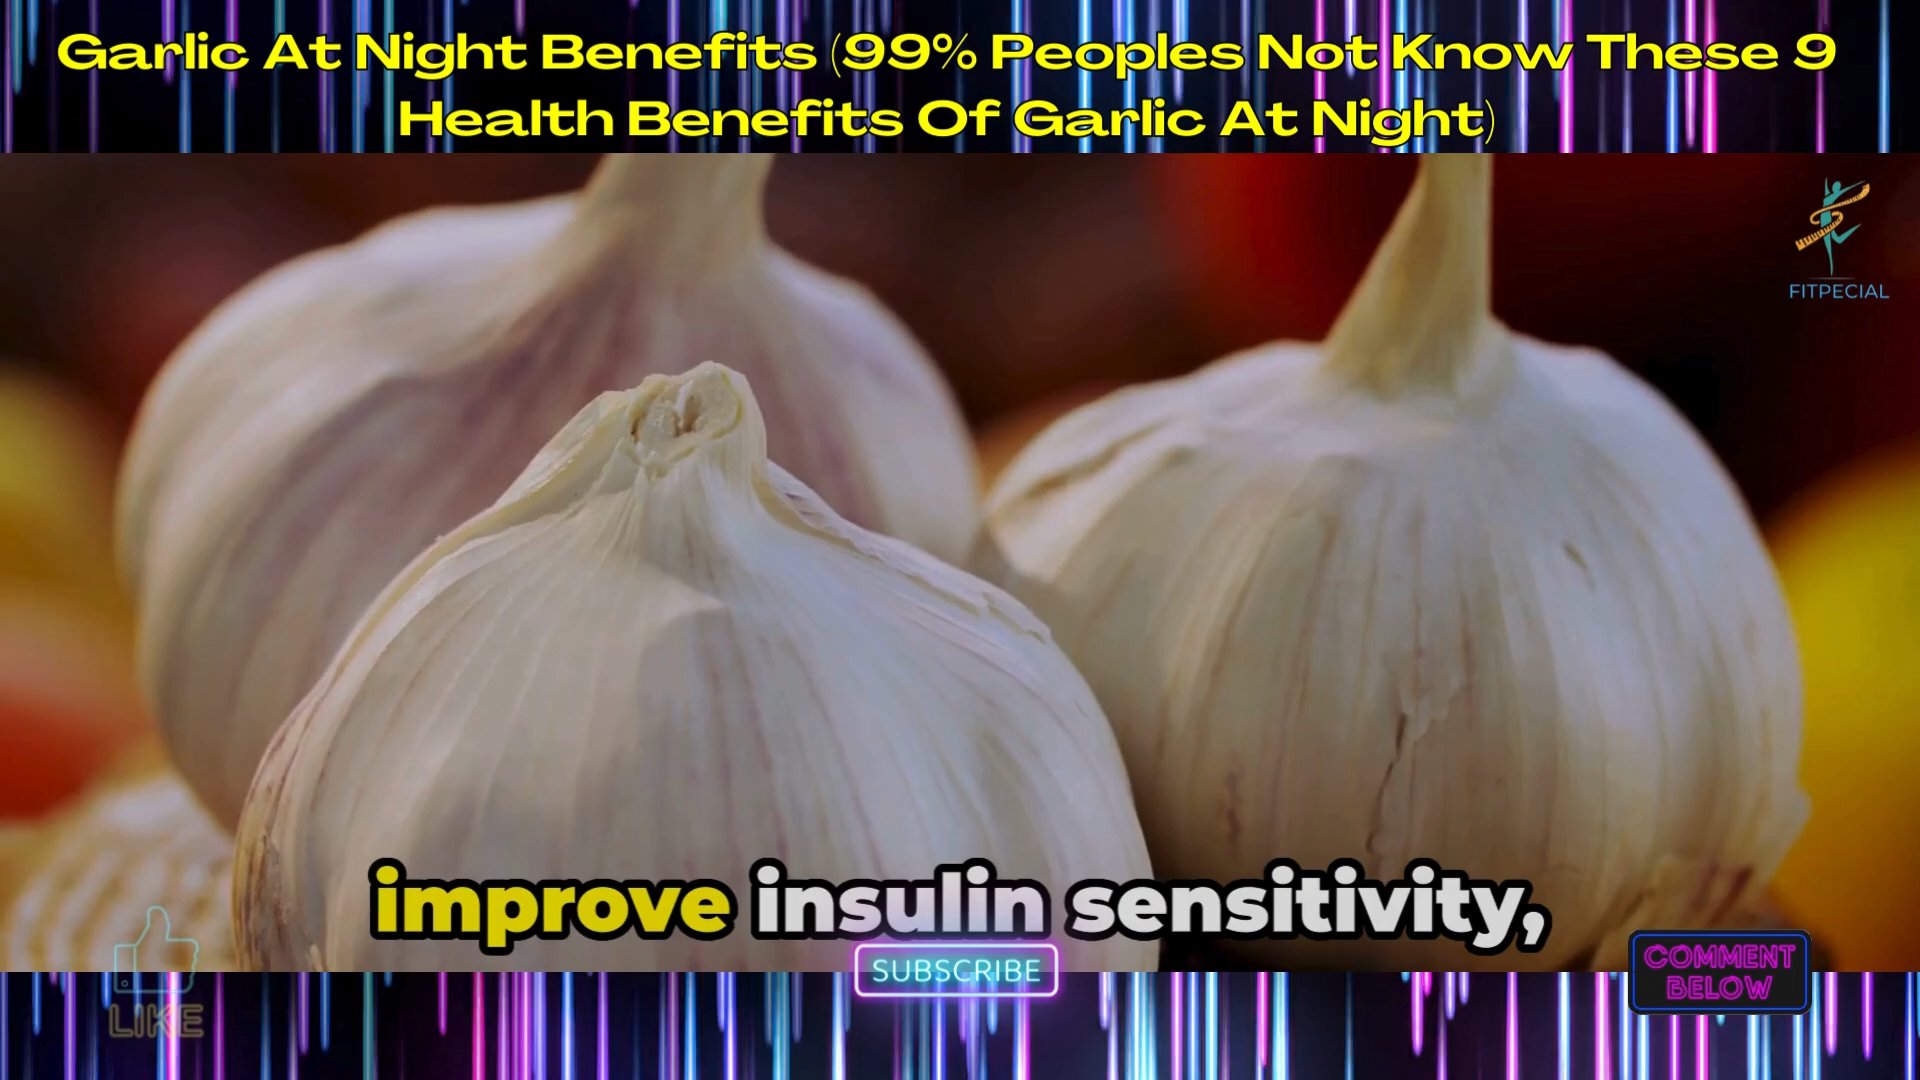 Garlic At Night Benefits (99% Peoples Not Know These 9
Health Benefits Of Garlic At Night)
FITPECIAL
improve insulin sensitivity,
SUBSCRIBE
COMMENT
BELOW
LIKE